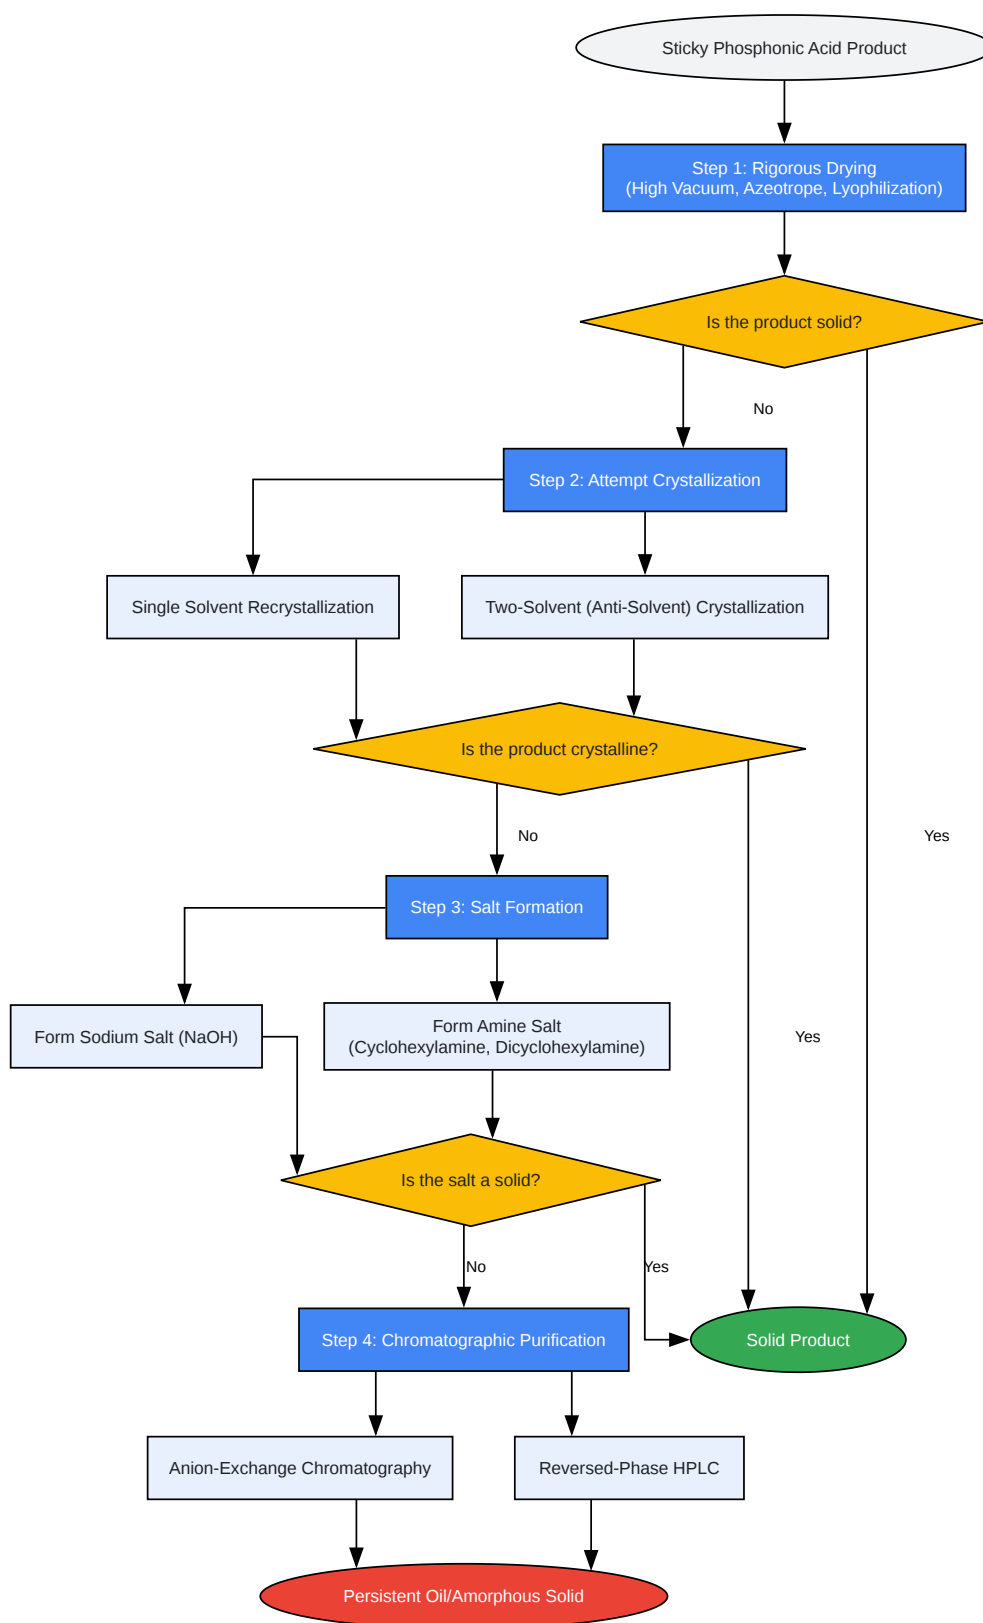 Sticky Phosphonic Acid Product
Step 1: Rigorous Drying
(High Vacuum, Azeotrope, Lyophilization)
Is the product solid?
No
Step 2: Attempt Crystallization
Single Solvent Recrystallization
Two-Solvent (Anti-Solvent) Crystallization
Is the product crystalline?
No
Yes
Step 3: Salt Formation
Form Sodium Salt (NaOH)
Form Amine Salt
(Cyclohexylamine, Dicyclohexylamine)
Yes
Is the salt a solid?
No
Yes
Step 4: Chromatographic Purification
Solid Product
Anion-Exchange Chromatography
Reversed-Phase HPLC
Persistent Oil/Amorphous Solid